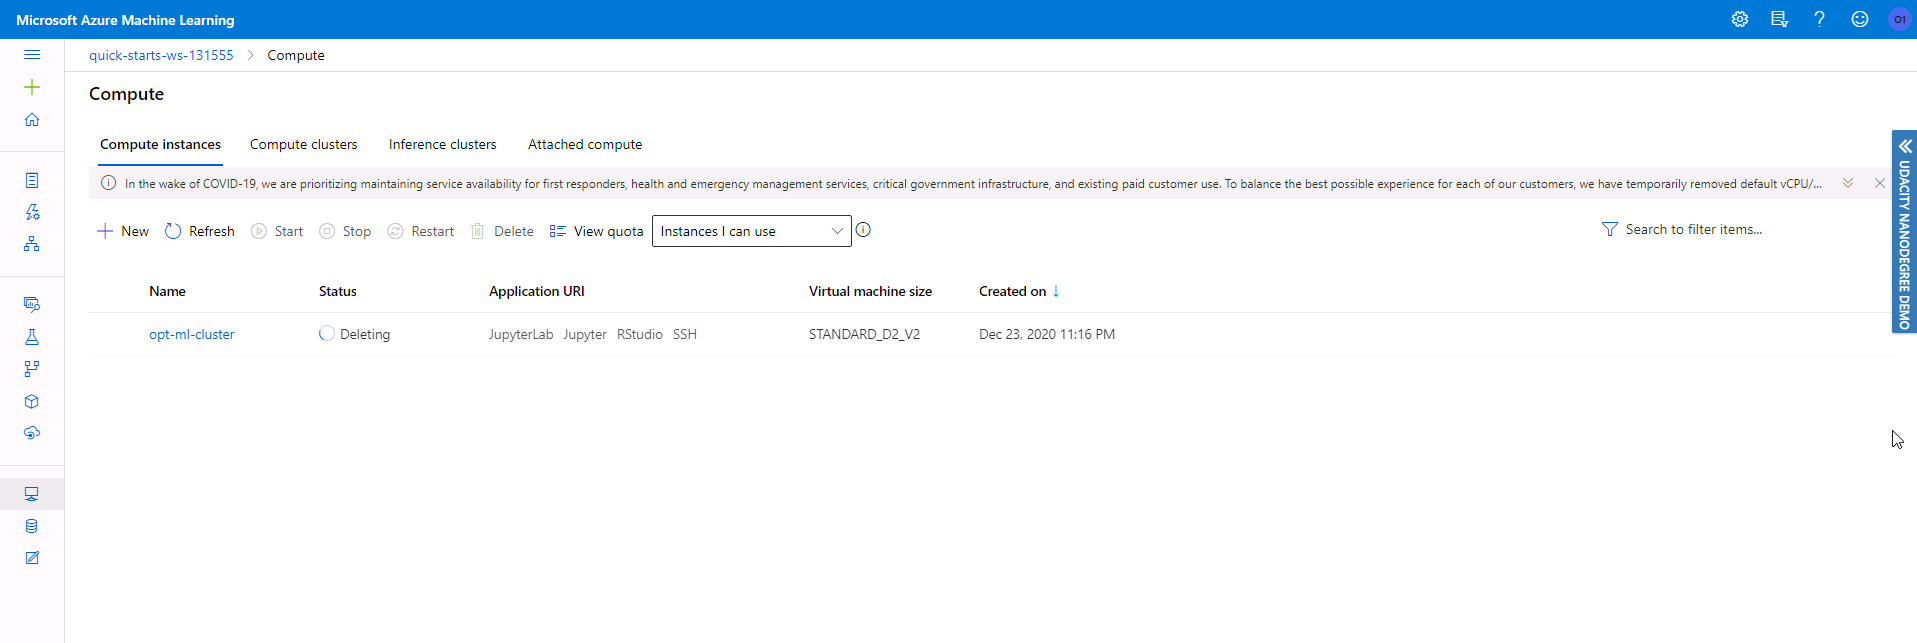 Microsoft Azure Machine Learning
O1
quick-starts-ws-131555 > Compute
Compute
Compute instances Compute clusters Inference clusters Attached compute
In the wake of COVID-19, we are prioritizing maintaining service availability for first responders, health and emergency management services, critical government infrastructure, and existing paid customer use. To balance the best possible experience for each of our customers, we have temporarily removed default vCPU/...
New Refresh Start Stop Restart Delete View quota Instances I can use Search to filter items...
Name Status Application URI Virtual machine size Created on ↓
opt-ml-cluster Deleting JupyterLab Jupyter RStudio SSH STANDARD_D2_V2 Dec 23, 2020 11:16 PM
UDACITY NANODEGREE DEMO